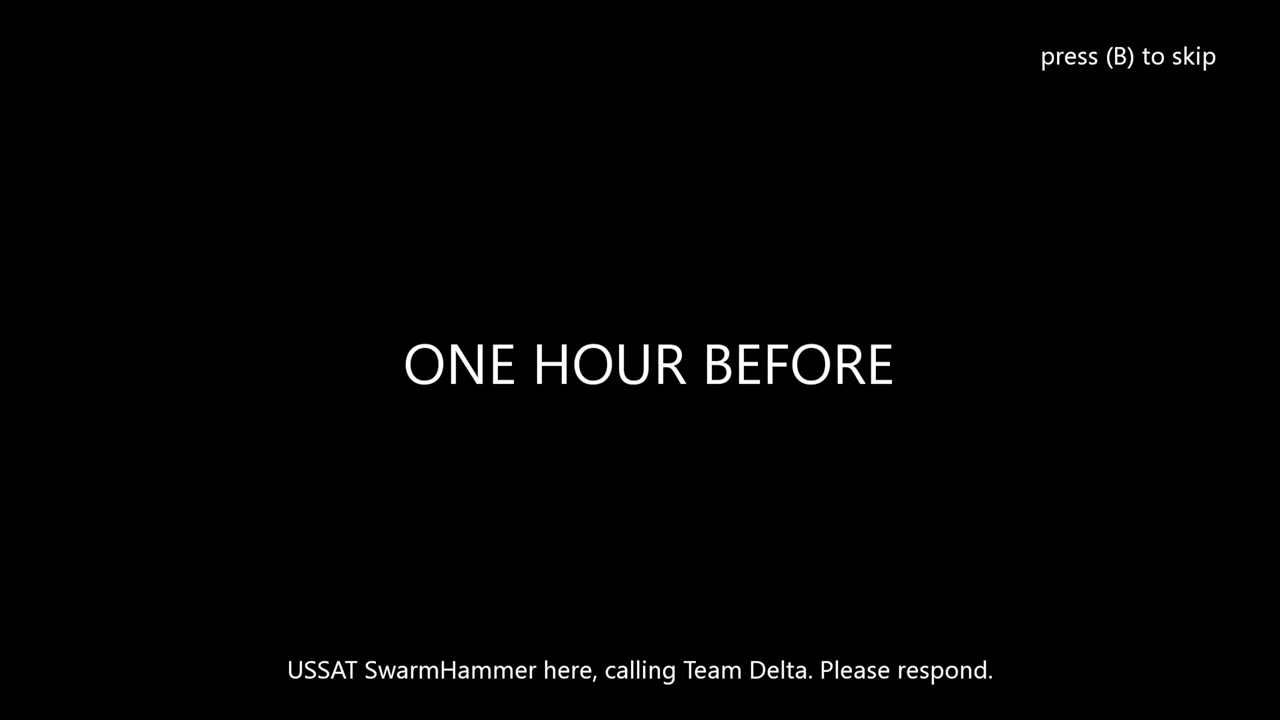 press (B) to skip
ONE HOUR BEFORE
USSAT SwarmHammer here, calling Team Delta. Please respond.